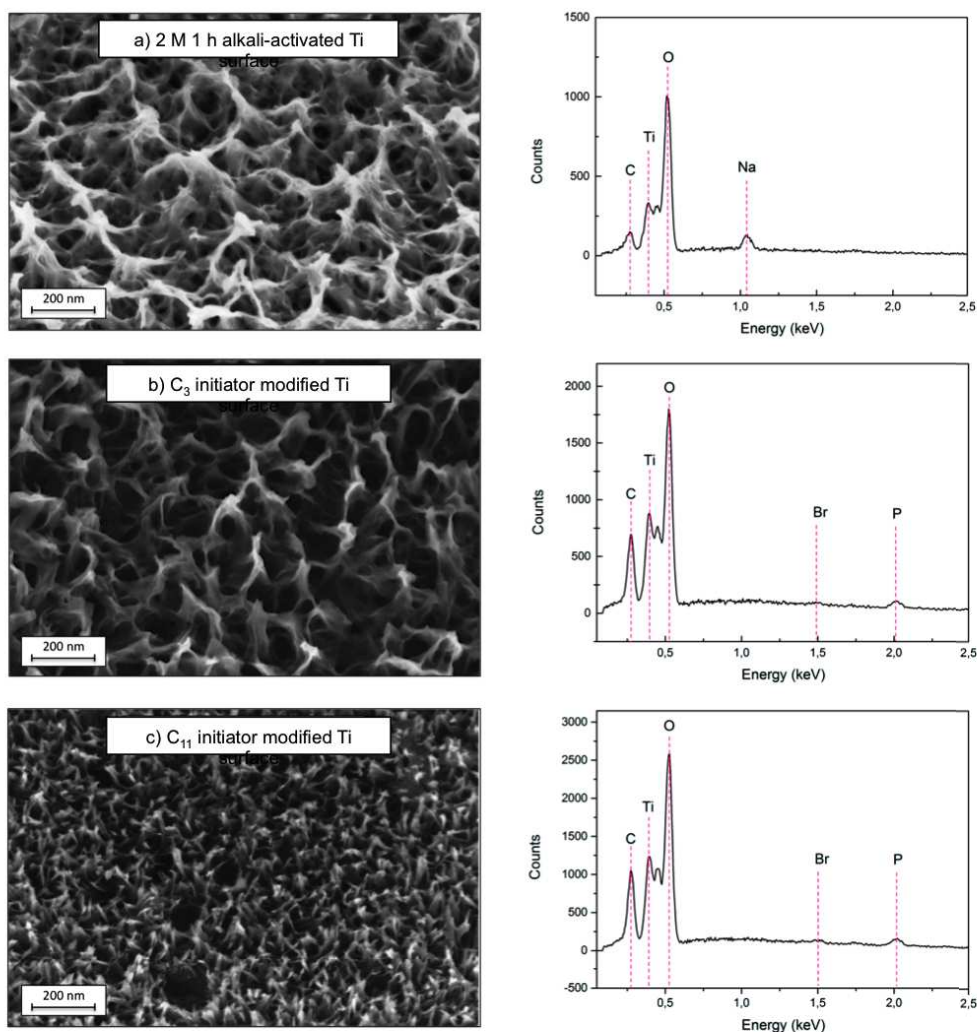 a) 2 M 1 h alkali-activated Ti
surface
200 nm
1500
1000
500
0
Counts
C
Ti
O
Na
0,5
1,0
1,5
2,0
2,5
Energy (keV)
b) C₃ initiator modified Ti
surface
200 nm
2000
1500
1000
500
0
Counts
C
Ti
O
Br
P
0,5
1,0
1,5
2,0
2,5
Energy (keV)
c) C₁₁ initiator modified Ti
surface
200 nm
3000
2500
2000
1500
1000
500
0
-500
Counts
C
Ti
O
Br
P
0,5
1,0
1,5
2,0
2,5
Energy (keV)